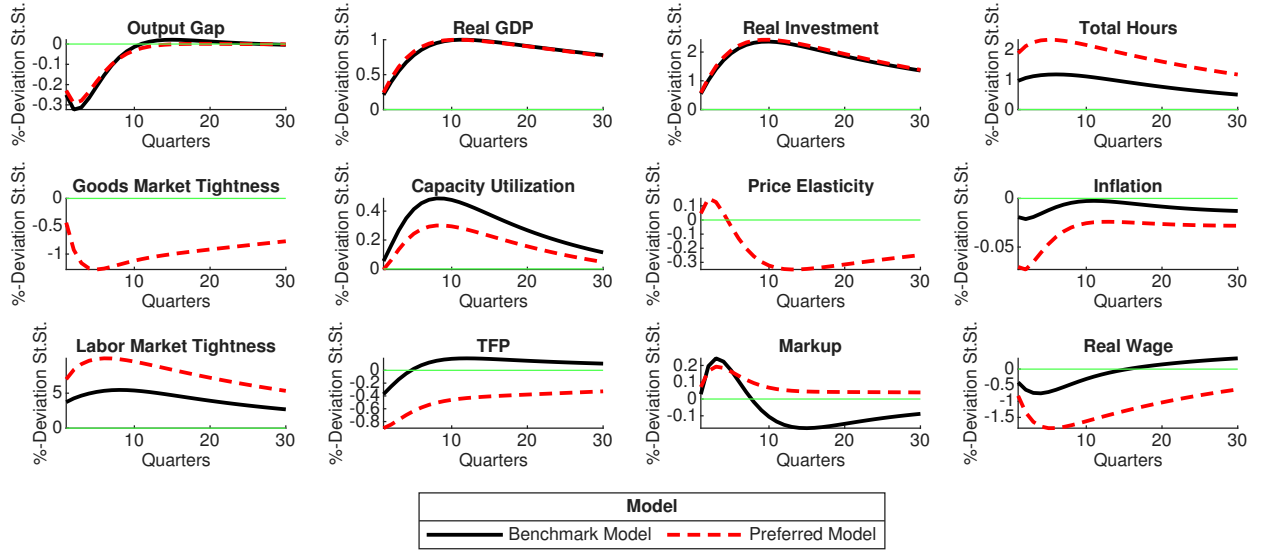 Output Gap
%-Deviation St.St.
0
-0.1
-0.2
-0.3
10 20 30
Quarters
Real GDP
%-Deviation St.St.
1
0.5
0
10 20 30
Quarters
Real Investment
%-Deviation St.St.
2
1
0
10 20 30
Quarters
Total Hours
%-Deviation St.St.
2
1
0
10 20 30
Quarters
Goods Market Tightness
%-Deviation St.St.
0
-0.5
-1
10 20 30
Quarters
Capacity Utilization
%-Deviation St.St.
0.4
0.2
0
10 20 30
Quarters
Price Elasticity
%-Deviation St.St.
0.1
0
-0.1
-0.3
10 20 30
Quarters
Inflation
%-Deviation St.St.
0
-0.05
10 20 30
Quarters
Labor Market Tightness
%-Deviation St.St.
5
0
10 20 30
Quarters
TFP
%-Deviation St.St.
0
-0.2
-0.4
-0.6
-0.8
10 20 30
Quarters
Markup
%-Deviation St.St.
0.2
0.1
0
-0.1
10 20 30
Quarters
Real Wage
%-Deviation St.St.
0
-0.5
-1
-1.5
10 20 30
Quarters
Model
Benchmark Model Preferred Model